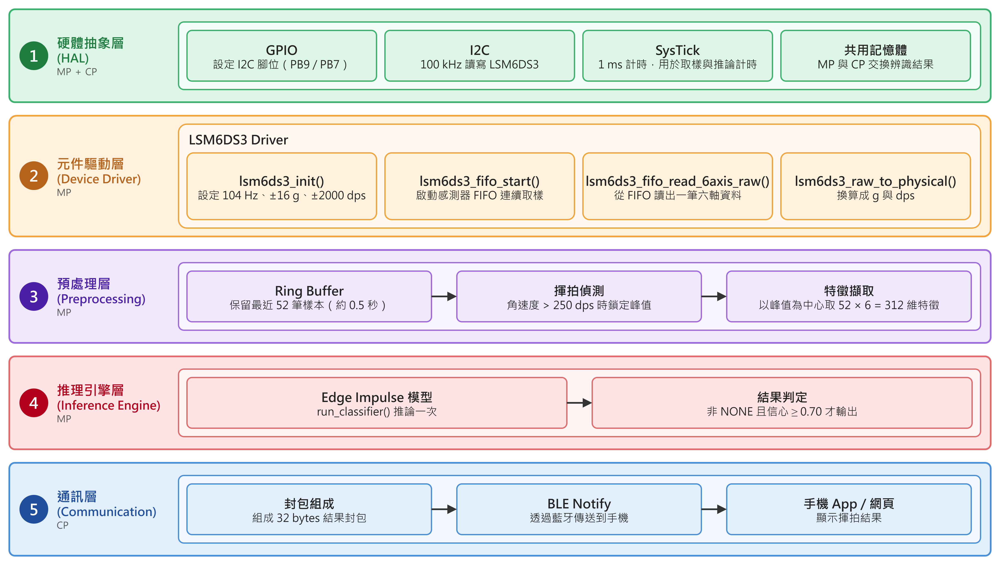 1
硬體抽象層
(HAL)
MP + CP
GPIO
設定 I2C 腳位（PB9 / PB7）
I2C
100 kHz 讀寫 LSM6DS3
SysTick
1 ms 計時，用於取樣與推論計時
共用記憶體
MP 與 CP 交換辨識結果
2
元件驅動層
(Device Driver)
MP
LSM6DS3 Driver
lsm6ds3_init()
設定 104 Hz、±16 g、±2000 dps
lsm6ds3_fifo_start()
啟動感測器 FIFO 連續取樣
lsm6ds3_fifo_read_6axis_raw()
從 FIFO 讀出一筆六軸資料
lsm6ds3_raw_to_physical()
換算成 g 與 dps
3
預處理層
(Preprocessing)
MP
Ring Buffer
保留最近 52 筆樣本（約 0.5 秒）
揮拍偵測
角速度 > 250 dps 時鎖定峰值
特徵擷取
以峰值為中心取 52 × 6 = 312 維特徵
4
推理引擎層
(Inference Engine)
MP
Edge Impulse 模型
run_classifier() 推論一次
結果判定
非 NONE 且信心 ≥ 0.70 才輸出
5
通訊層
(Communication)
CP
封包組成
組成 32 bytes 結果封包
BLE Notify
透過藍牙傳送到手機
手機 App / 網頁
顯示揮拍結果